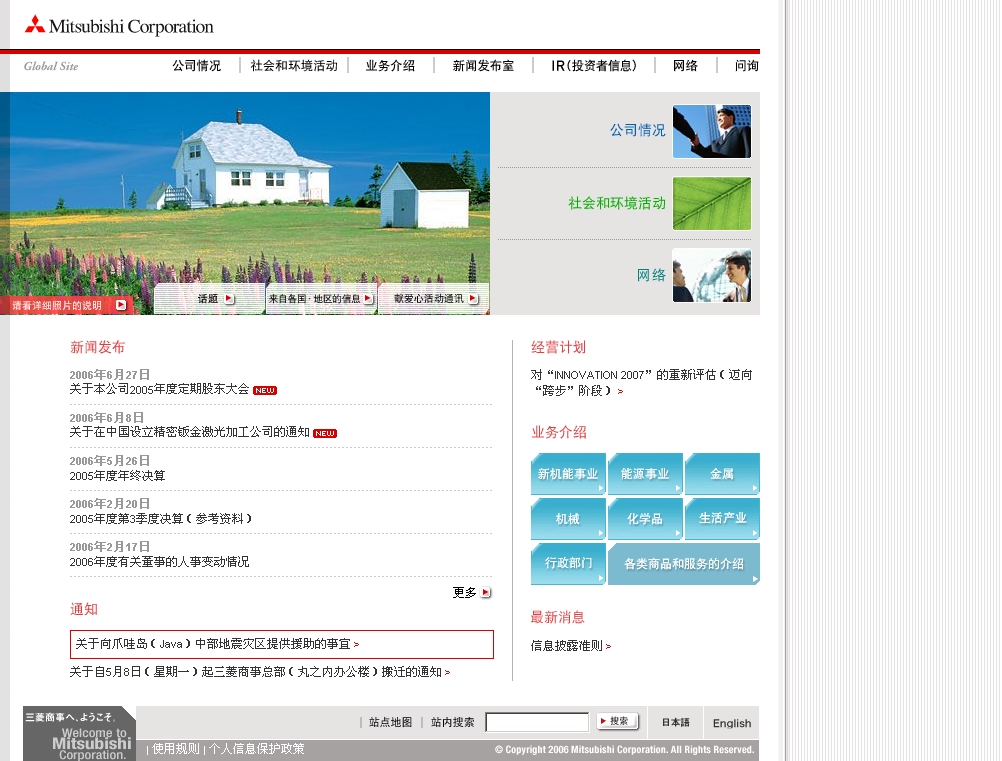 Mitsubishi Corporation
Global Site
公司情况 | 社会和环境活动 | 业务介绍 | 新闻发布室 | IR(投资者信息) | 网络 | 问询
公司情况
社会和环境活动
网络
请看详细照片的说明
话题
来自各国·地区的信息
献爱心活动通讯
新闻发布
2006年6月27日
关于本公司2005年度定期股东大会 NEW
2006年6月8日
关于在中国设立精密钣金激光加工公司的通知 NEW
2006年5月26日
2005年度年终决算
2006年2月20日
2005年度第3季度决算（参考资料）
2006年2月17日
2006年度有关董事的人事变动情况
更多
通知
关于向爪哇岛（Java）中部地震灾区提供援助的事宜 >
关于自5月8日（星期一）起三菱商事总部（丸之内办公楼）搬迁的通知 >
经营计划
对“INNOVATION 2007”的重新评估（迈向
“跨步”阶段） >
业务介绍
新机能事业
能源事业
金属
机械
化学品
生活产业
行政部门
各类商品和服务的介绍
最新消息
信息披露准则 >
三菱商事へ、ようこそ。
Welcome to
Mitsubishi
Corporation.
| 站点地图 | 站内搜索
搜索
日本語
English
| 使用规则 | 个人信息保护政策
© Copyright 2006 Mitsubishi Corporation. All Rights Reserved.